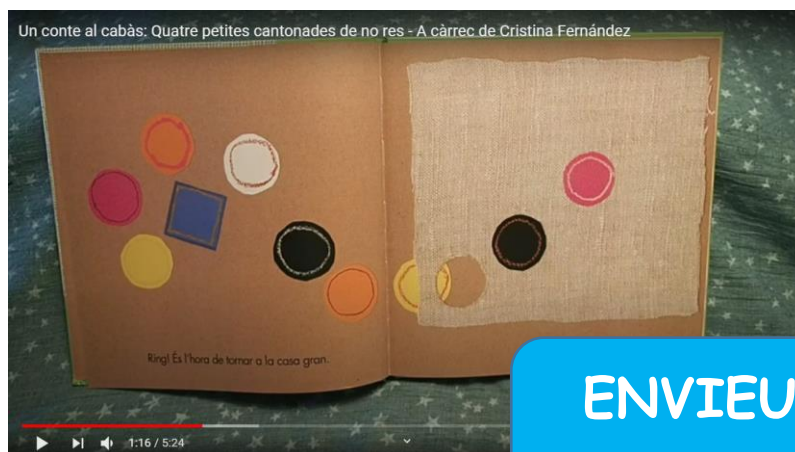 Un conte al cabàs: Quatre petites cantonades de no res - A càrrec de Cristina Fernández
Ring! És l'hora de tornar a la casa gran.
ENVIEU
1:16 / 5:24